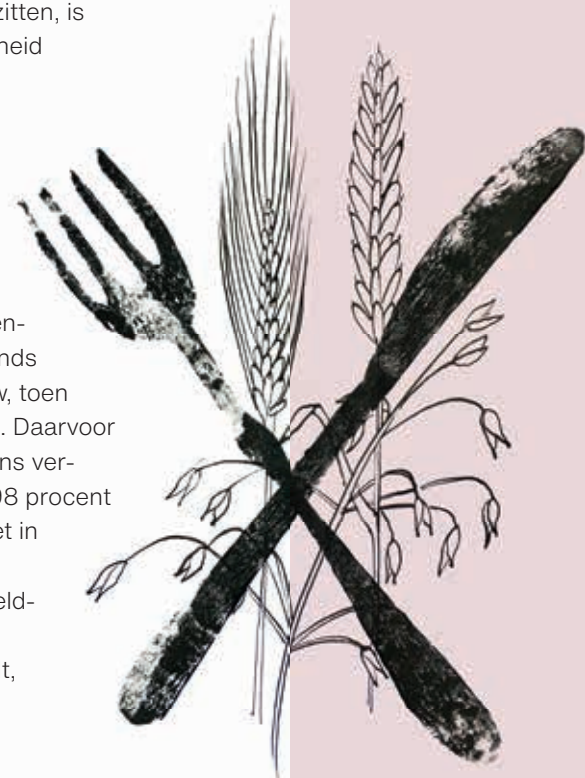 zitten, is
heid
en-
nds
w, toen
. Daarvoor
ns ver-
98 procent
et in
eld-
t,